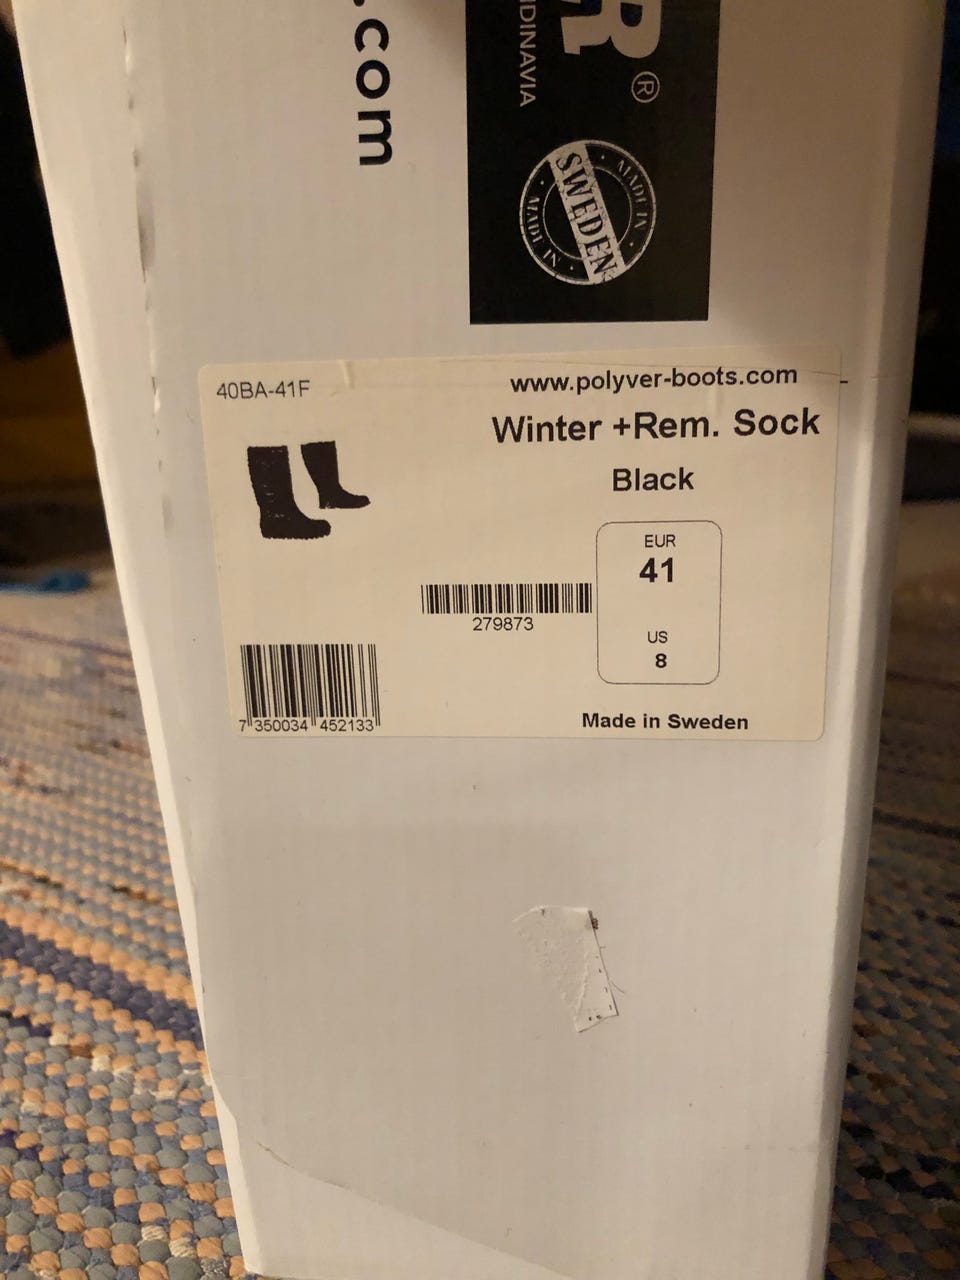 .com
R®
DINAVIA
MADE IN
SWEDEN
MADE IN
40BA-41F
www.polyver-boots.com
Winter +Rem. Sock
Black
EUR
41
279873
US
8
7 350034 452133
Made in Sweden